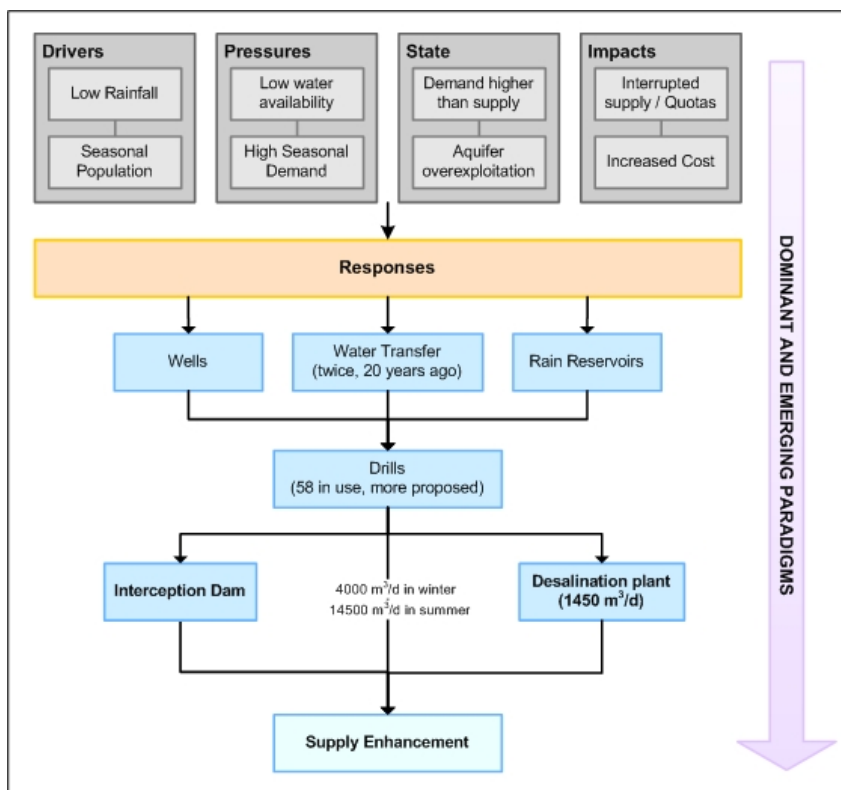 Drivers
Low Rainfall
Seasonal
Population
Pressures
Low water
availability
High Seasonal
Demand
State
Demand higher
than supply
Aquifer
overexploitation
Impacts
Interrupted
supply / Quotas
Increased Cost
DOMINANT AND EMERGING PARADIGMS
Responses
Wells
Water Transfer
(twice, 20 years ago)
Rain Reservoirs
Drills
(58 in use, more proposed)
Interception Dam
4000 m³/d in winter
14500 m³/d in summer
Desalination plant
(1450 m³/d)
Supply Enhancement